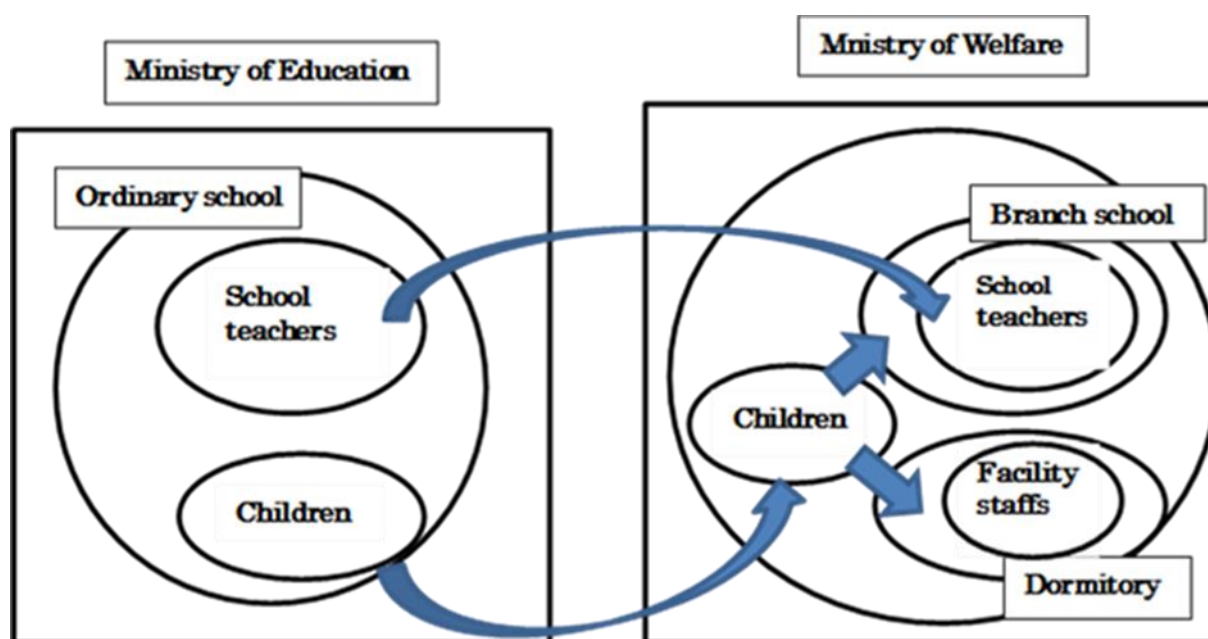 Ministry of Education
Mnistry of Welfare
Ordinary school
School
teachers
Children
Branch school
School
teachers
Children
Facility
staffs
Dormitory